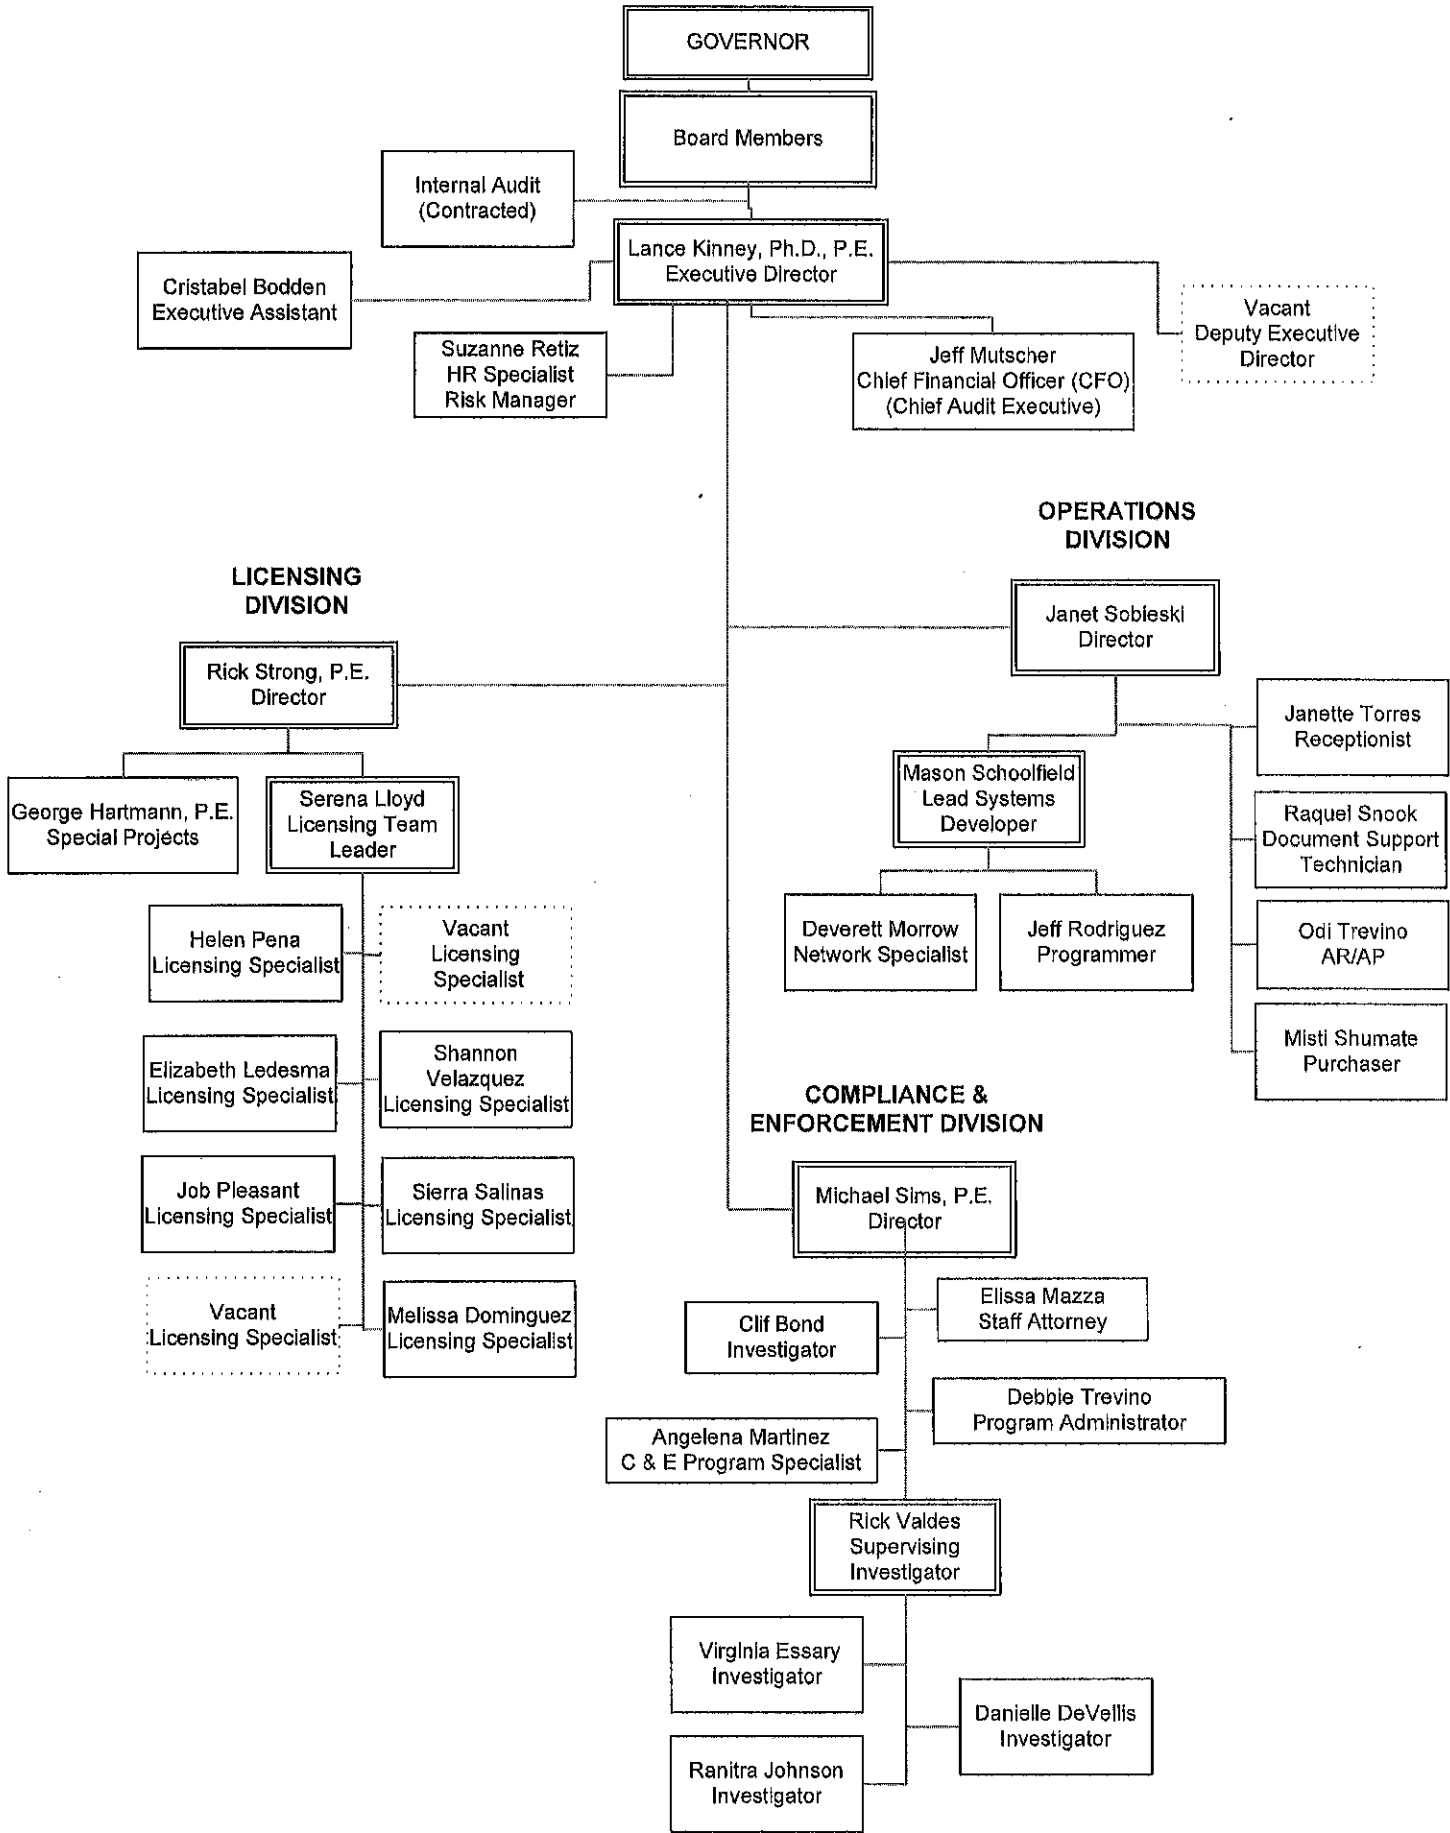 GOVERNOR
Board Members
Internal Audit
(Contracted)
Lance Kinney, Ph.D., P.E.
Executive Director
Cristabel Bodden
Executive Assistant
Vacant
Deputy Executive
Director
Suzanne Retiz
HR Specialist
Risk Manager
Jeff Mutscher
Chief Financial Officer (CFO)
(Chief Audit Executive)
OPERATIONS
DIVISION
LICENSING
DIVISION
Janet Sobieski
Director
Rick Strong, P.E.
Director
Janette Torres
Receptionist
George Hartmann, P.E.
Special Projects
Serena Lloyd
Licensing Team
Leader
Mason Schoolfield
Lead Systems
Developer
Raquel Snook
Document Support
Technician
Helen Pena
Licensing Specialist
Vacant
Licensing
Specialist
Deverett Morrow
Network Specialist
Jeff Rodriguez
Programmer
Odi Trevino
AR/AP
Elizabeth Ledesma
Licensing Specialist
Shannon
Velazquez
Licensing Specialist
Misti Shumate
Purchaser
COMPLIANCE &
ENFORCEMENT DIVISION
Job Pleasant
Licensing Specialist
Sierra Salinas
Licensing Specialist
Michael Sims, P.E.
Director
Vacant
Licensing Specialist
Melissa Dominguez
Licensing Specialist
Clif Bond
Investigator
Elissa Mazza
Staff Attorney
Debbie Trevino
Program Administrator
Angelena Martinez
C & E Program Specialist
Rick Valdes
Supervising
Investigator
Virginia Essary
Investigator
Danielle DeVellis
Investigator
Ranitra Johnson
Investigator